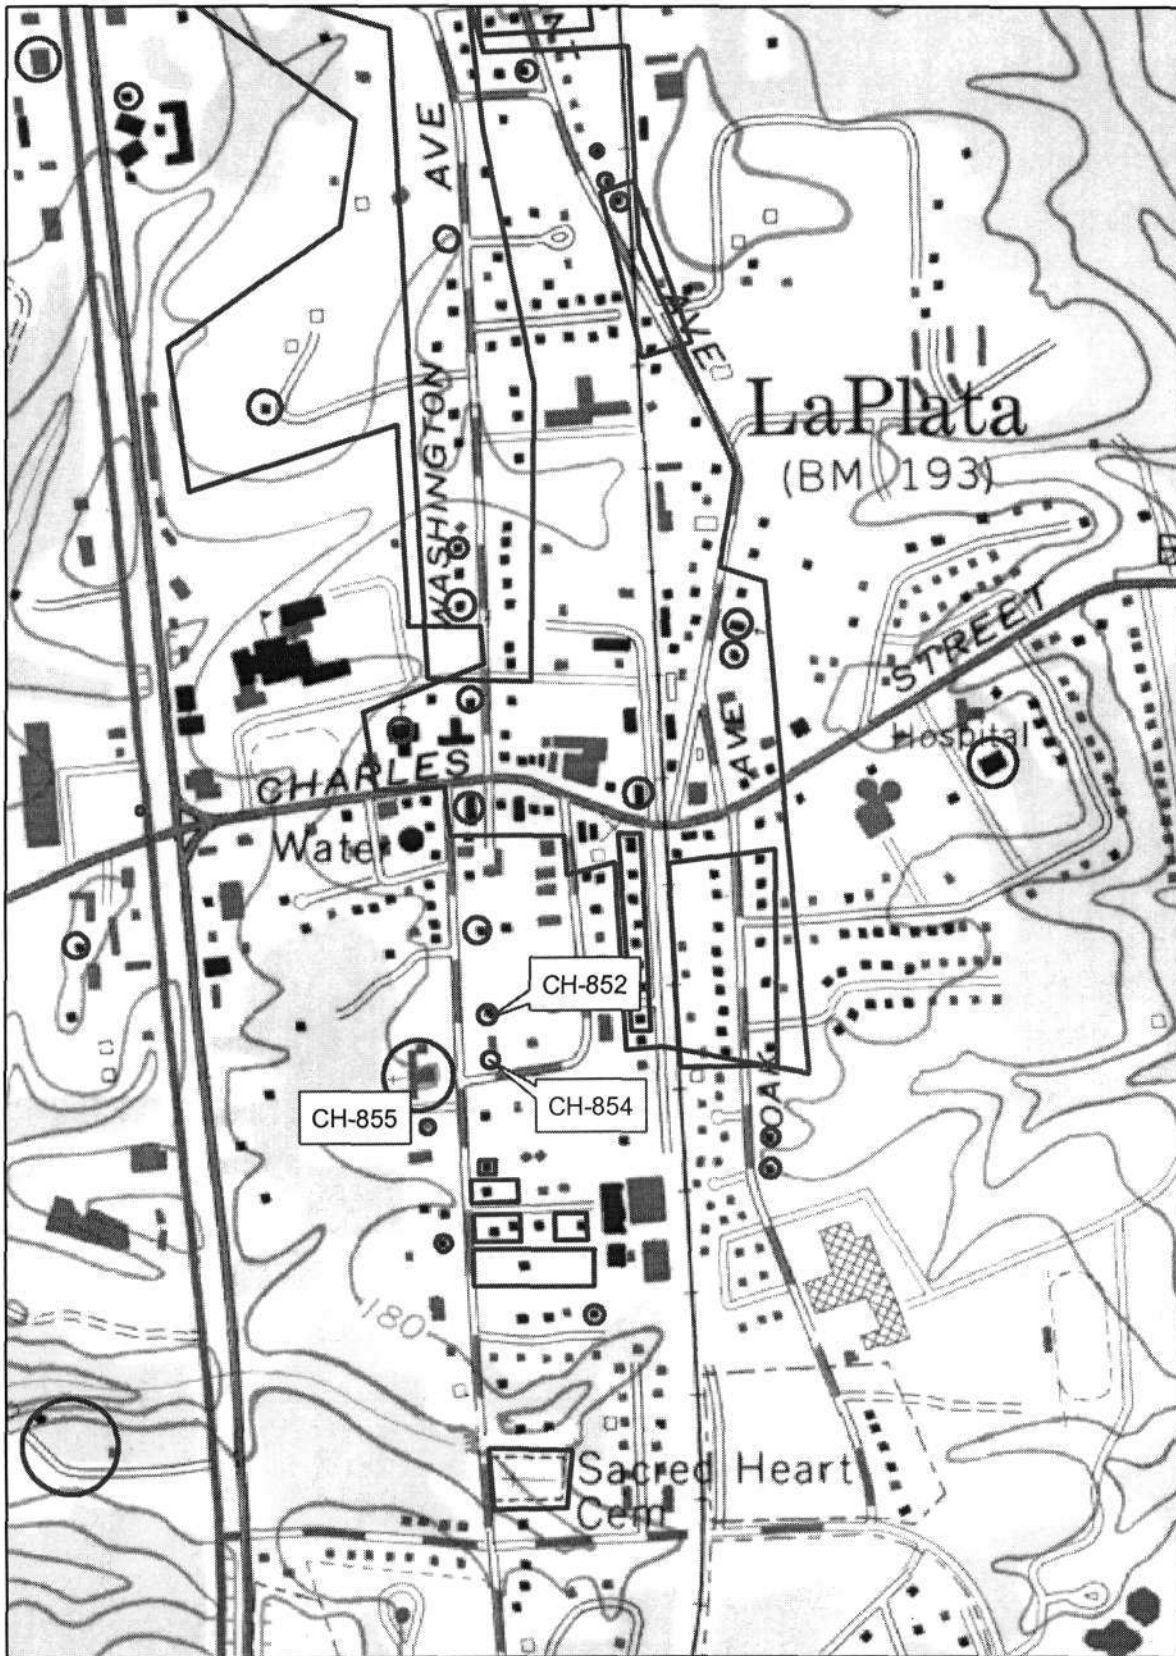 7
AVE
WASHINGTON
AVE
LaPlata
(BM 193)
STREET
Hospital
AVE
CHARLES
Water
CH-852
CH-854
CH-855
OAK
180
Sacred Heart
Cem